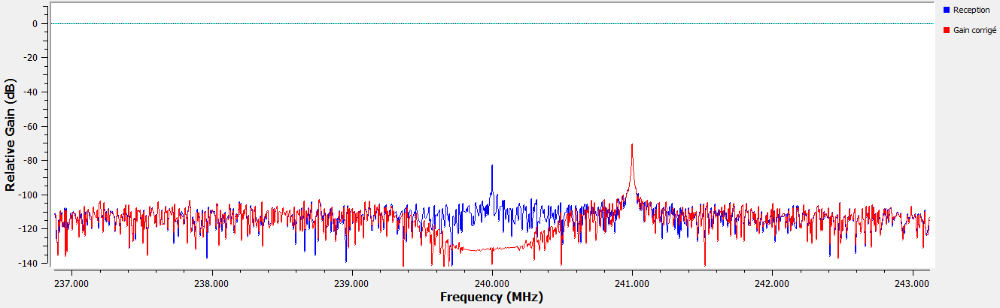 Reception
Gain corrigé
Relative Gain (dB)
0
-20
-40
-60
-80
-100
-120
-140
237.000 238.000 239.000 240.000 241.000 242.000 243.000
Frequency (MHz)